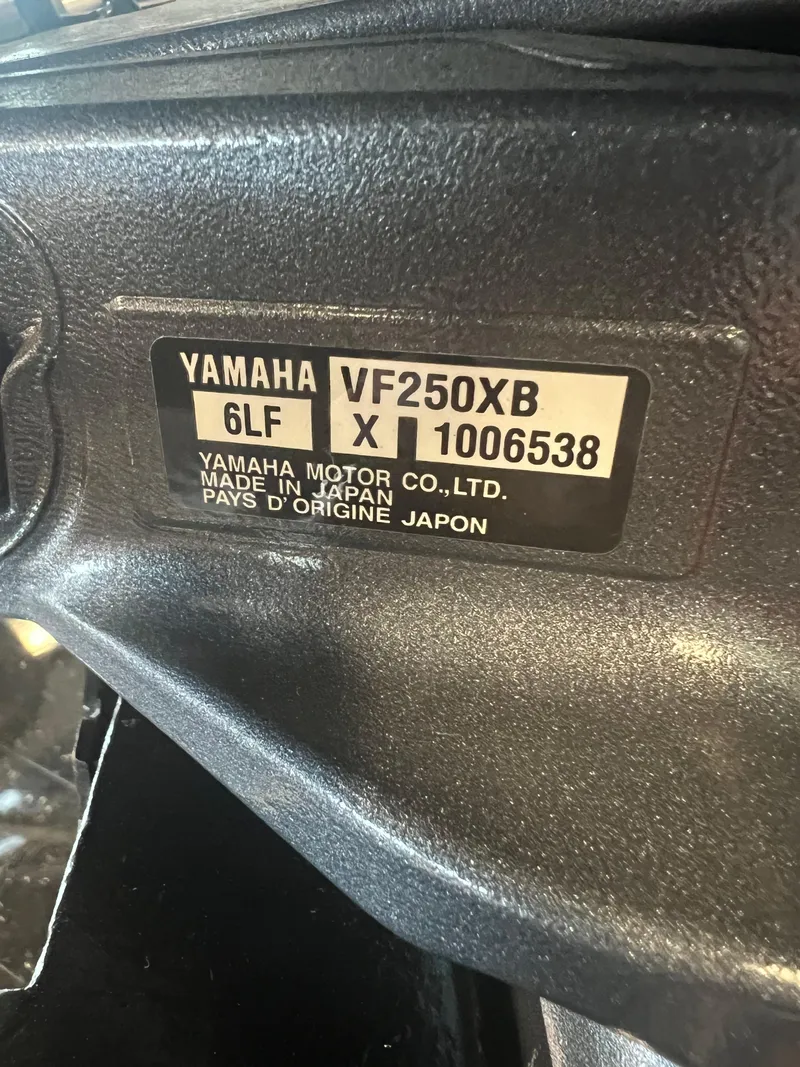 YAMAHA VF250XB
6LF X 1006538
YAMAHA MOTOR CO.,LTD.
MADE IN JAPAN
PAYS D'ORIGINE JAPON